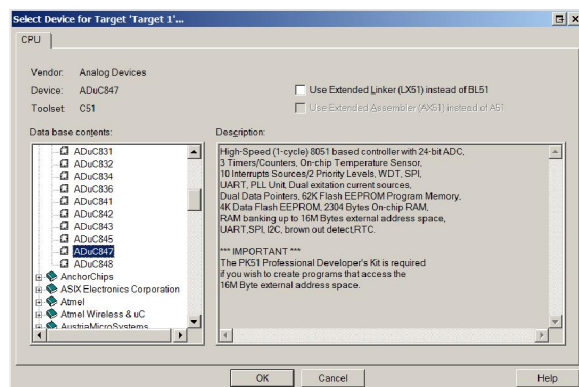 Select Device for Target 'Target 1'...
CPU
Vendor: Analog Devices
Device: ADuC847
Toolset: C51
Use Extended Linker (LX51) instead of BL51
Use Extended Assembler (AX51) instead of A51
Data base contents:
ADuC831
ADuC832
ADuC834
ADuC836
ADuC841
ADuC842
ADuC843
ADuC845
ADuC847
ADuC848
AnchorChips
ASIX Electronics Corporation
Atmel
Atmel Wireless & uC
AustriaMicroSystems
Description:
High-Speed (1-cycle) 8051 based controller with 24-bit ADC,
3 Timers/Counters, On-chip Temperature Sensor,
10 Interrupts Sources/2 Priority Levels, WDT, SPI,
UART, PLL Unit, Dual exitation current sources,
Dual Data Pointers, 62K Flash EEPROM Program Memory.
4K Data Flash EEPROM, 2304 Bytes On-chip RAM,
RAM banking up to 16M Bytes external address space,
UART,SPI, I2C, brown out detect.RTC.
*** IMPORTANT ***
The PK51 Professional Developer's Kit is required
if you wish to create programs that access the
16M Byte external address space.
OK
Cancel
Help